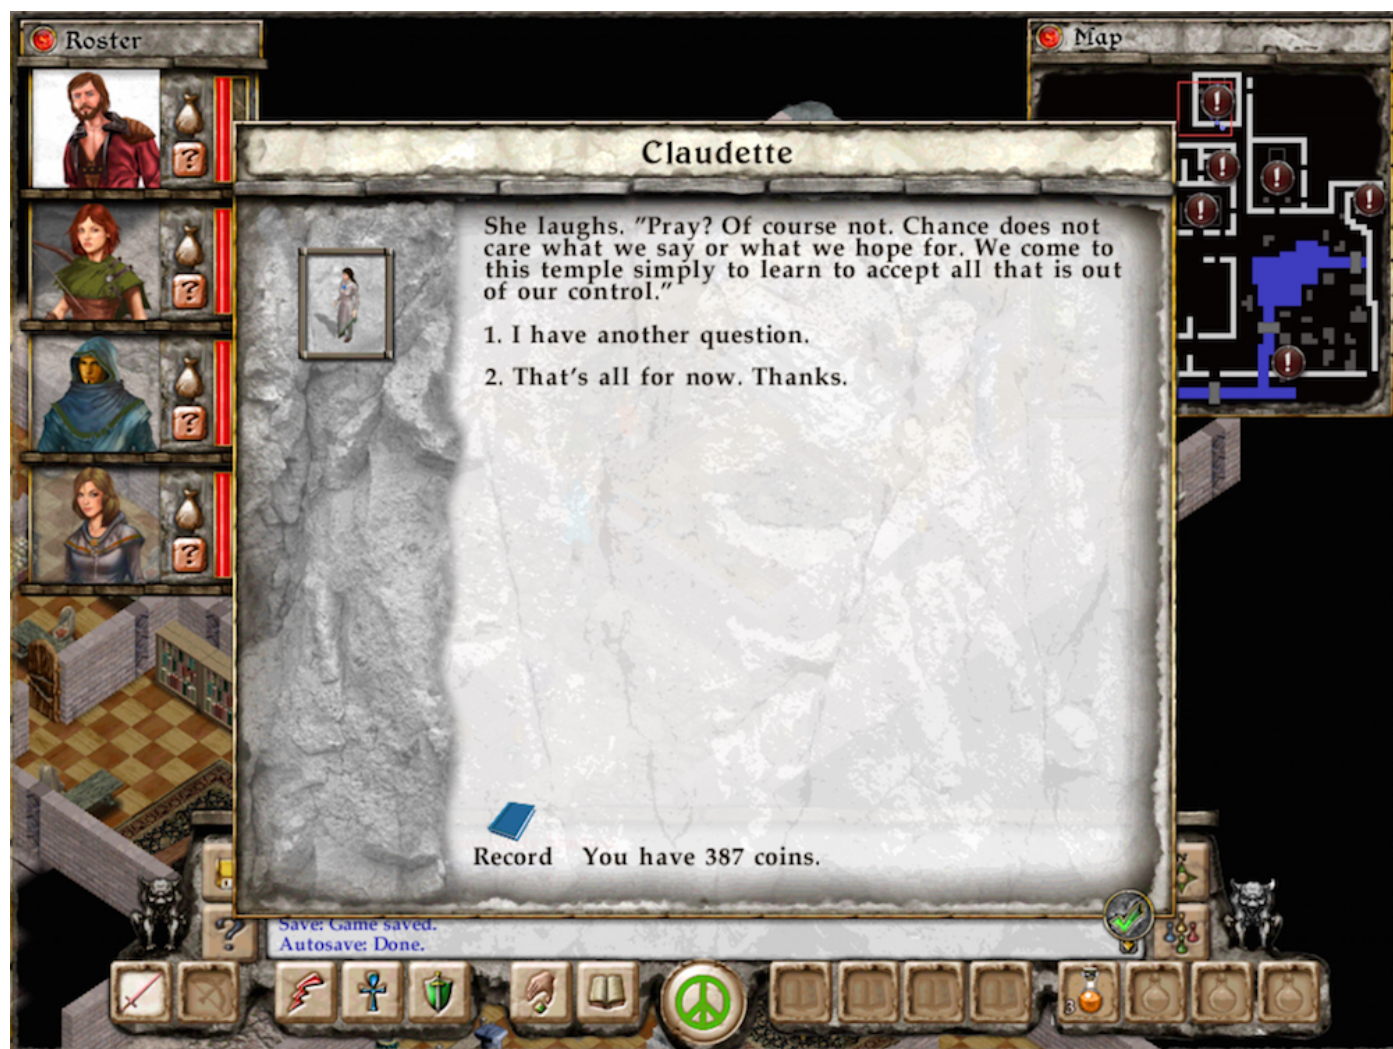 Roster
Map
Claudette
She laughs. "Pray? Of course not. Chance does not
care what we say or what we hope for. We come to
this temple simply to learn to accept all that is out
of our control."
1. I have another question.
2. That's all for now. Thanks.
Record You have 387 coins.
Save: Game saved.
Autosave: Done.
3